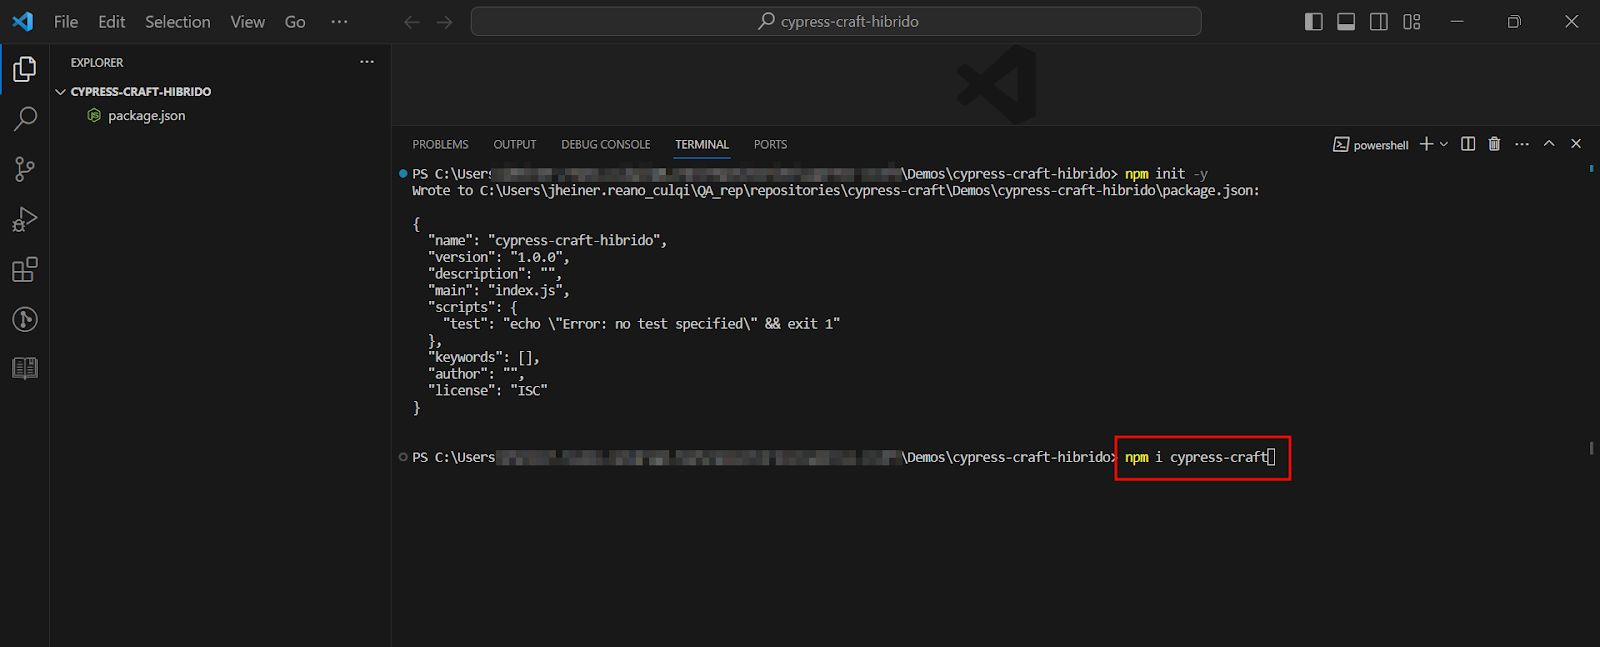 File Edit Selection View Go ···
cypress-craft-hibrido
EXPLORER ···
CYPRESS-CRAFT-HIBRIDO
package.json
PROBLEMS OUTPUT DEBUG CONSOLE TERMINAL PORTS
powershell
PS C:\Users \Demos\cypress-craft-hibrido> npm init -y
Wrote to C:\Users\jheiner.reano_culqi\QA_rep\repositories\cypress-craft\Demos\cypress-craft-hibrido\package.json:
{
"name": "cypress-craft-hibrido",
"version": "1.0.0",
"description": "",
"main": "index.js",
"scripts": {
"test": "echo \"Error: no test specified\" && exit 1"
},
"keywords": [],
"author": "",
"license": "ISC"
}
PS C:\Users \Demos\cypress-craft-hibrido> npm i cypress-craft